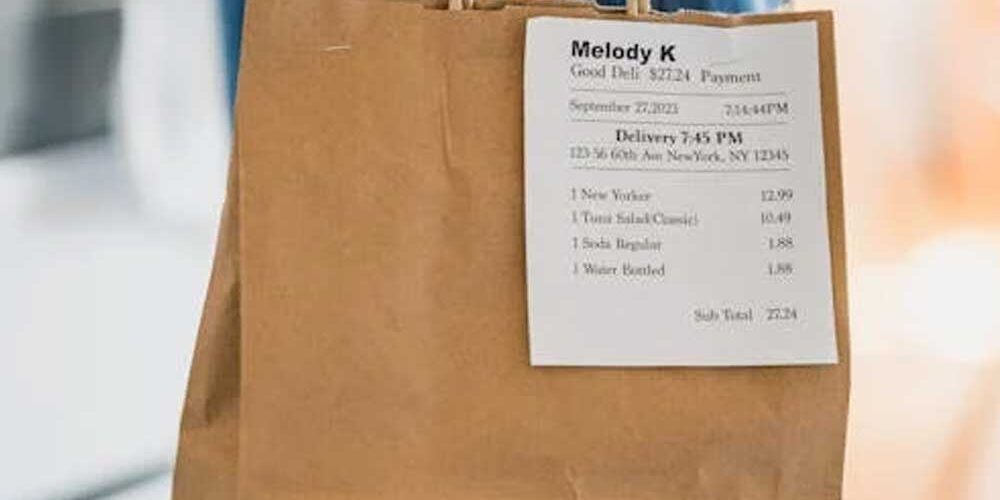 Melody K
Good Deli $27.24 Payment
September 27,2023 7:14:44PM
Delivery 7:45 PM
123-56 60th Ave NewYork, NY 12345
1 New Yorker 12.99
1 Tuna Salad(Classic) 10.49
1 Soda Regular 1.88
1 Water Bottled 1.88
Sub Total 27.24